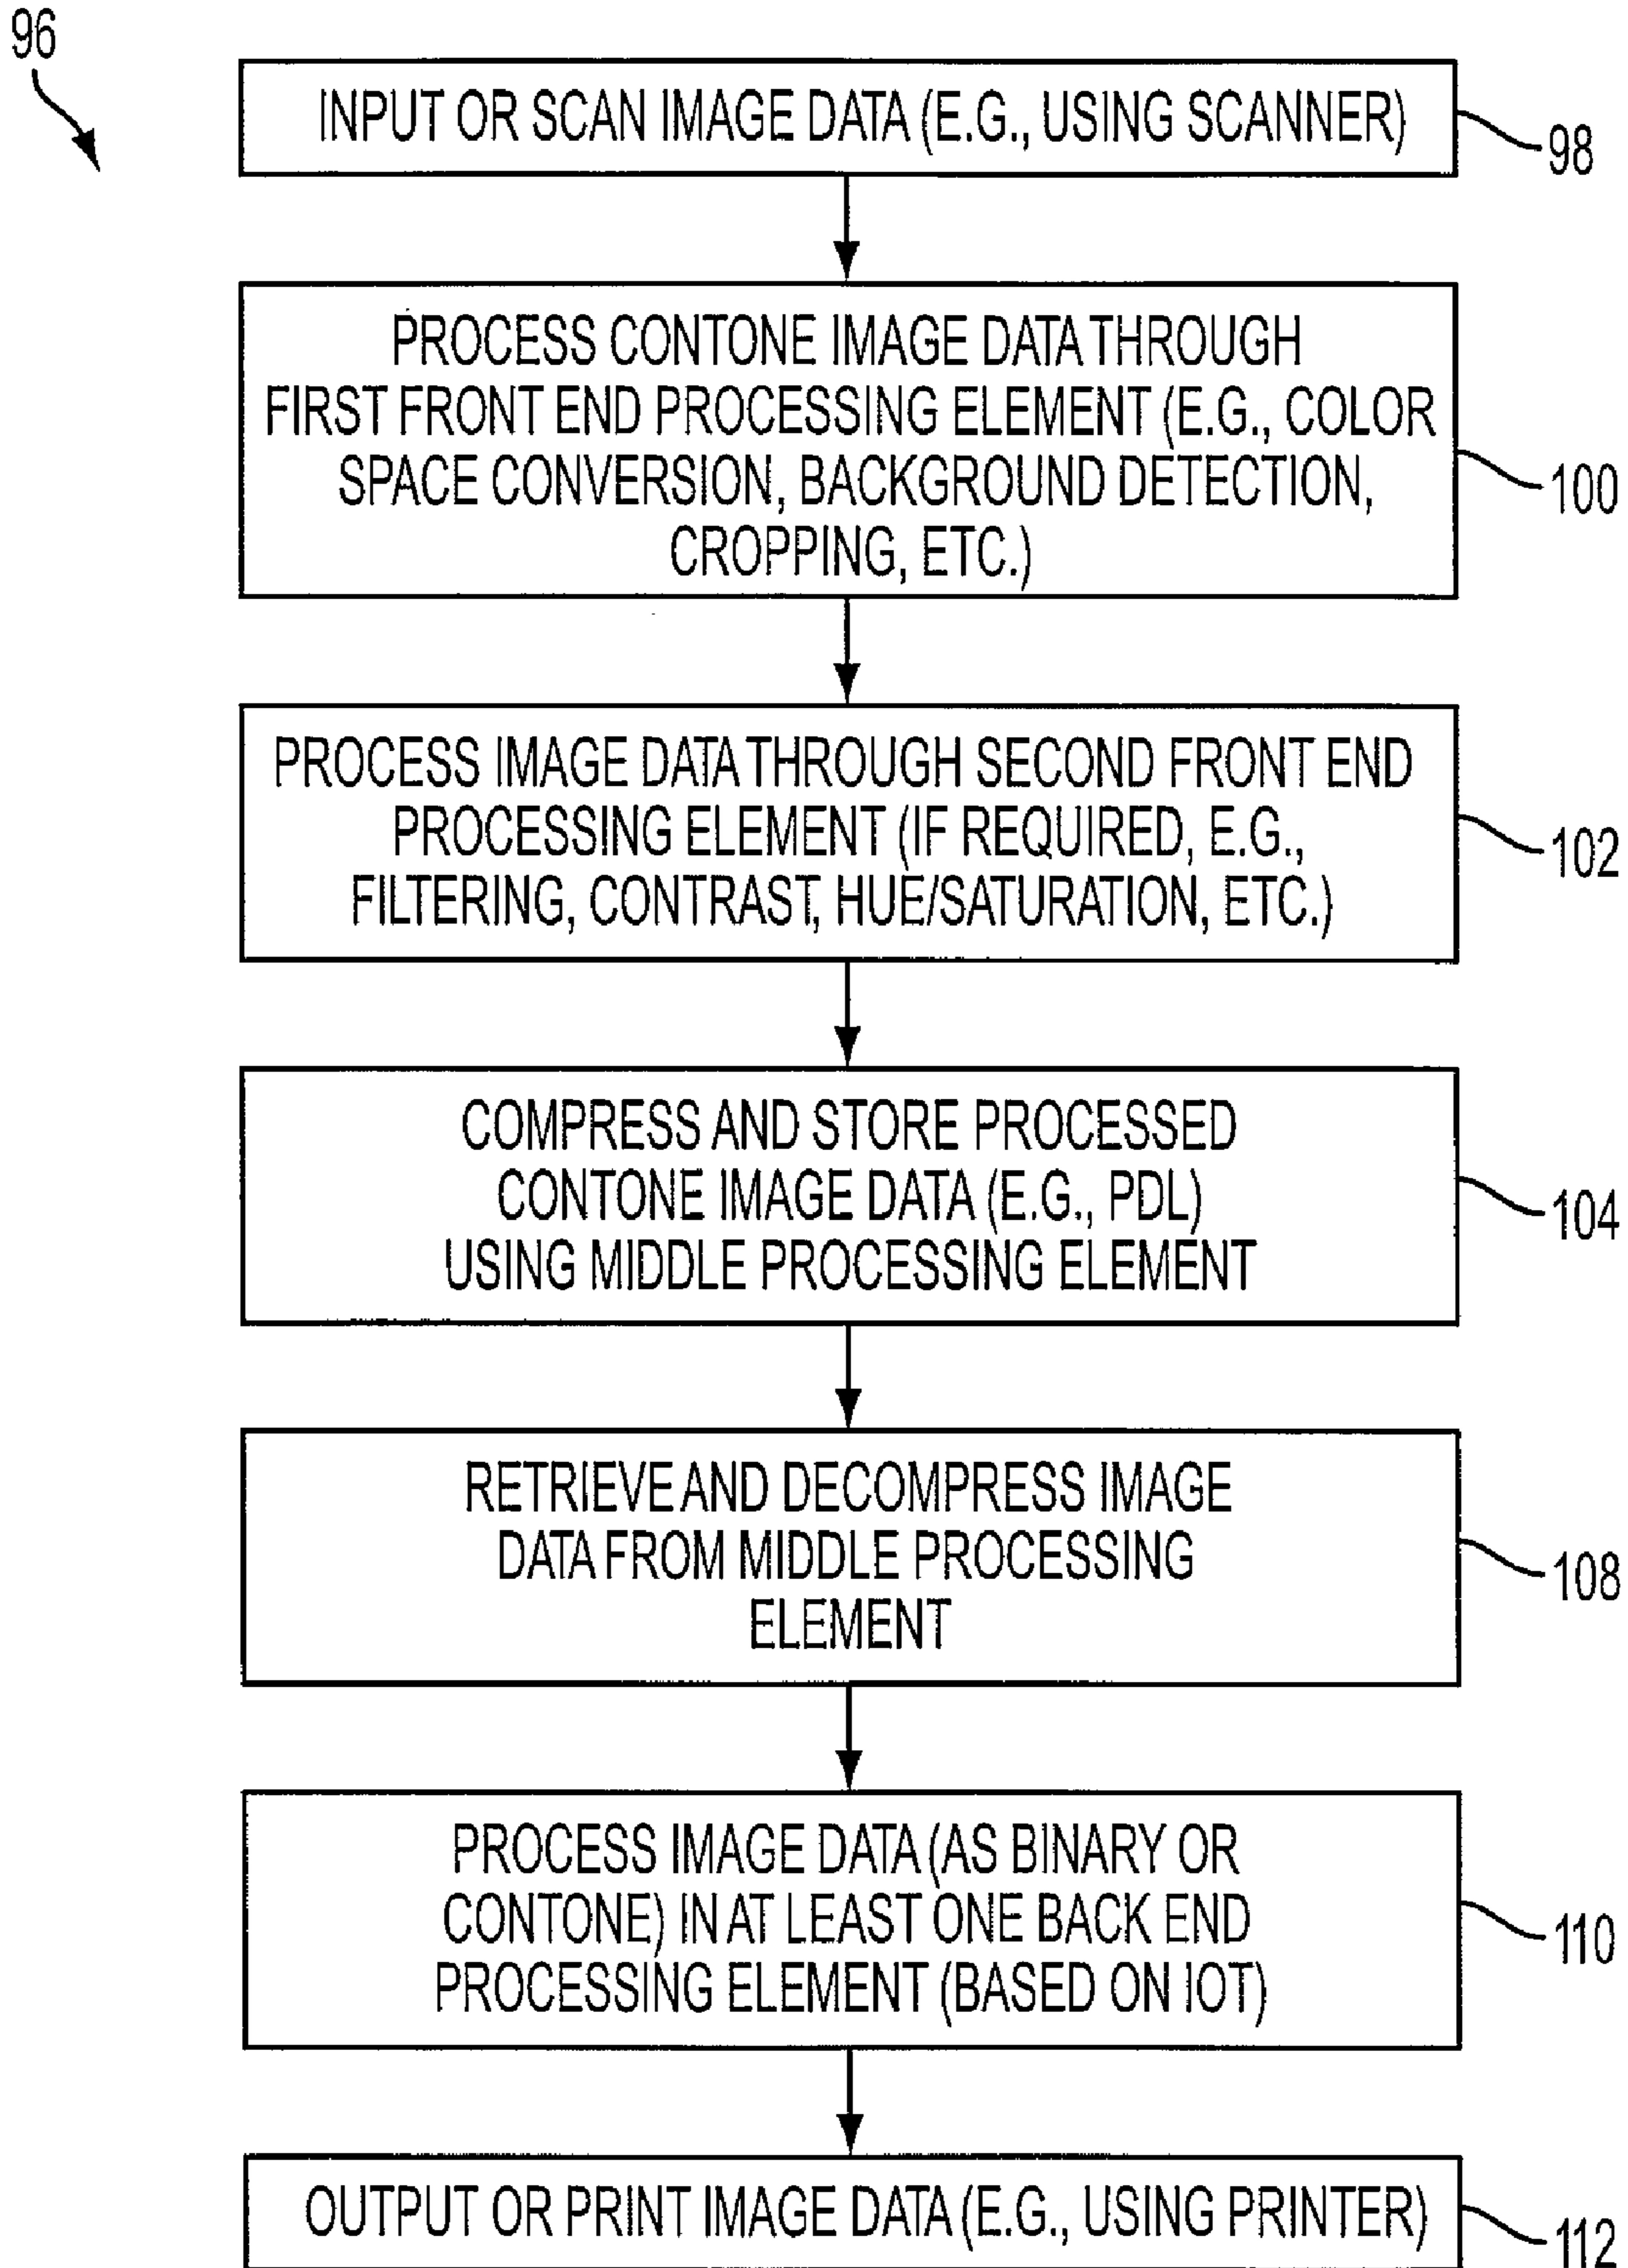 96
INPUT OR SCAN IMAGE DATA (E.G., USING SCANNER)
98
PROCESS CONTONE IMAGE DATA THROUGH
FIRST FRONT END PROCESSING ELEMENT (E.G., COLOR
SPACE CONVERSION, BACKGROUND DETECTION,
CROPPING, ETC.)
100
PROCESS IMAGE DATA THROUGH SECOND FRONT END
PROCESSING ELEMENT (IF REQUIRED, E.G.,
FILTERING, CONTRAST, HUE/SATURATION, ETC.)
102
COMPRESS AND STORE PROCESSED
CONTONE IMAGE DATA (E.G., PDL)
USING MIDDLE PROCESSING ELEMENT
104
RETRIEVE AND DECOMPRESS IMAGE
DATA FROM MIDDLE PROCESSING
ELEMENT
108
PROCESS IMAGE DATA (AS BINARY OR
CONTONE) IN AT LEAST ONE BACK END
PROCESSING ELEMENT (BASED ON IOT)
110
OUTPUT OR PRINT IMAGE DATA (E.G., USING PRINTER)
112